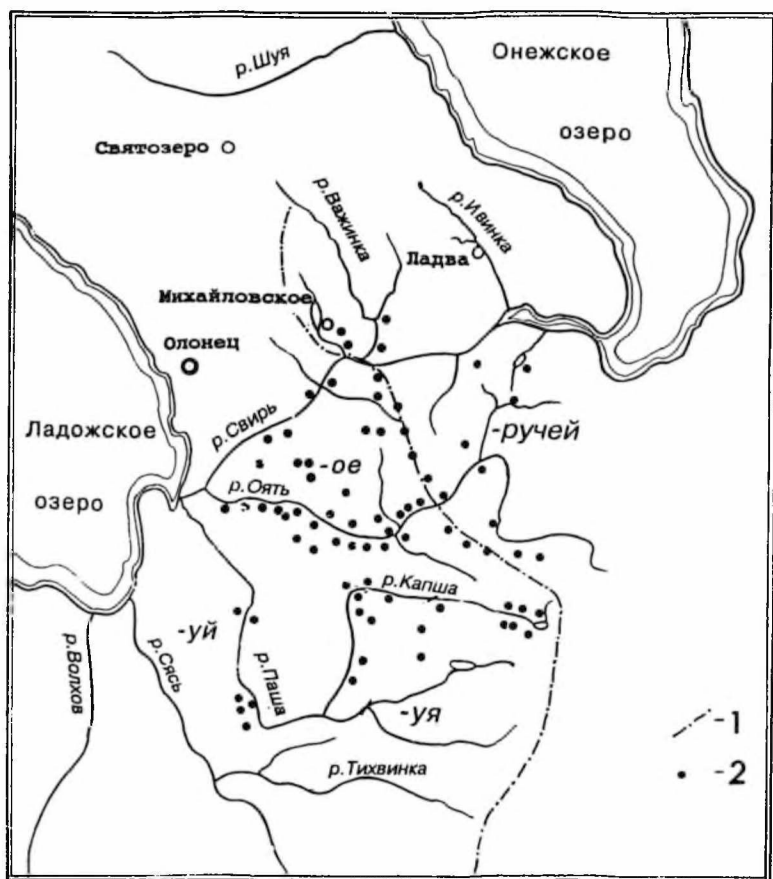 р.Шуя
Онежское
озеро
Святозеро
р.Важинка
р.Ивинка
Ладва
Михайловское
Олонец
р.Свирь
-ручей
Ладожское
озеро
-ое
р.Оять
р.Капша
-уй
р.Волхов
р.Сясь
р.Паша
-уя
р.Тихвинка
-1
-2